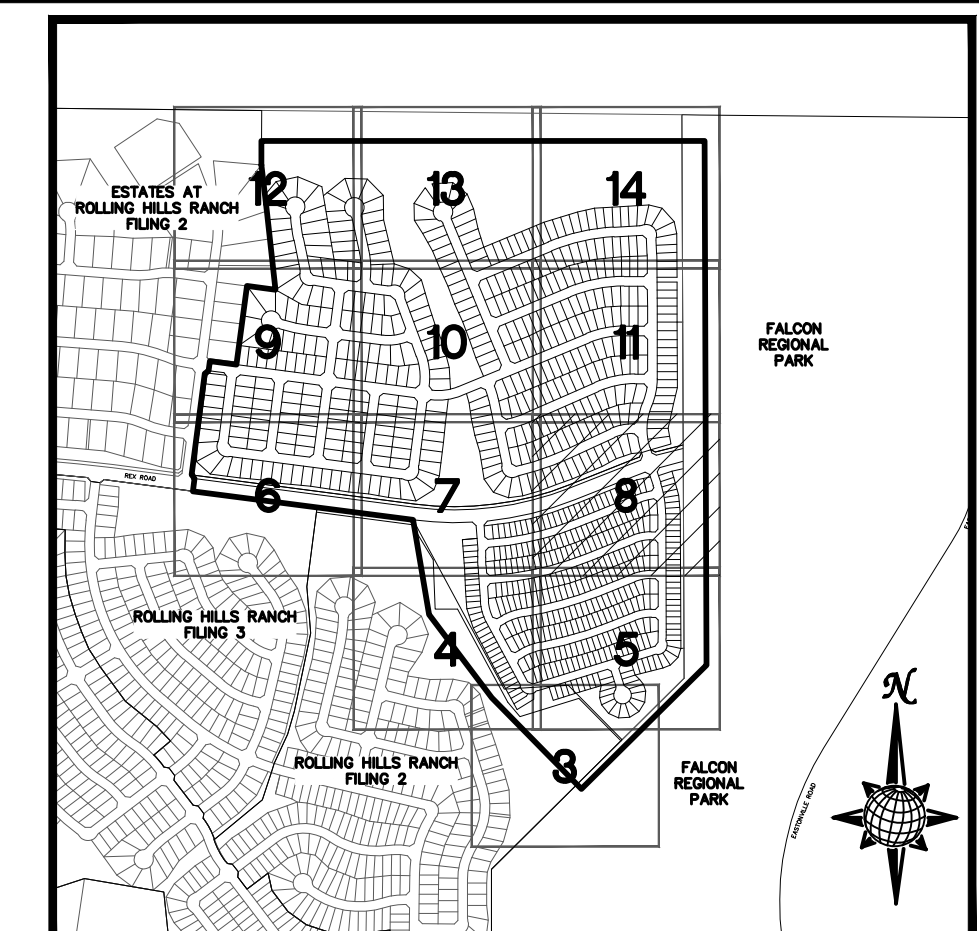 12
13
14
ESTATES AT
ROLLING HILLS RANCH
FILING 2
9
10
11
FALCON
REGIONAL
PARK
REX ROAD
6
7
8
ROLLING HILLS RANCH
FILING 3
4
5
N
ROLLING HILLS RANCH
FILING 2
3
FALCON
REGIONAL
PARK
EASTONVILLE ROAD